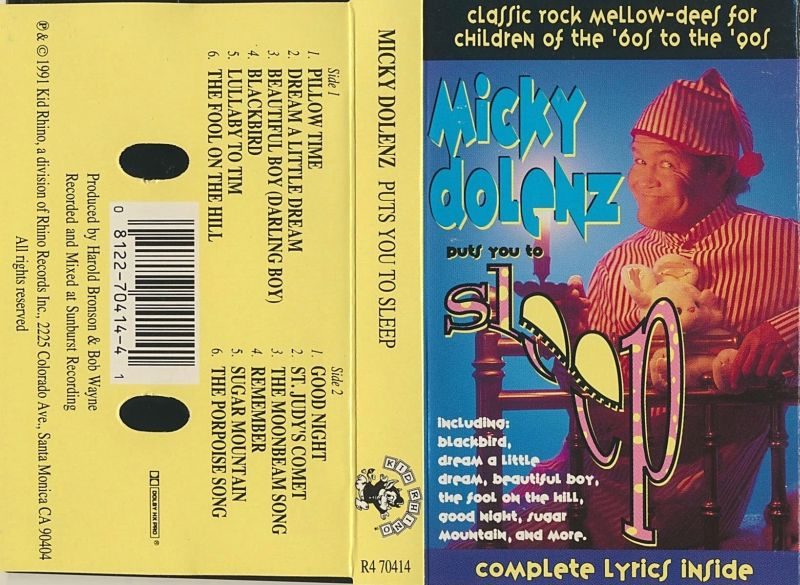 classic rock mellow-dees for
children of the '60s to the '90s
Micky
dolenz
puts you to
sleep
including:
blackbird,
dream a little
dream, beautiful boy,
the fool on the hill,
good night, sugar
mountain, and more.
complete lyrics inside
MICKY DOLENZ PUTS YOU TO SLEEP
KID RHINO
R4 70414
Side 1
1. PILLOW TIME
2. DREAM A LITTLE DREAM
3. BEAUTIFUL BOY (DARLING BOY)
4. BLACKBIRD
5. LULLABY TO TIM
6. THE FOOL ON THE HILL
Side 2
1. GOOD NIGHT
2. ST. JUDY'S COMET
3. THE MOONBEAM SONG
4. REMEMBER
5. SUGAR MOUNTAIN
6. THE PORPOISE SONG
0 8122-70414-4 1
DOLBY HX PRO ®
Produced by Harold Bronson & Bob Wayne
Recorded and Mixed at Sunburst Recording
℗ & © 1991 Kid Rhino, a division of Rhino Records Inc., 2225 Colorado Ave., Santa Monica CA 90404
All rights reserved